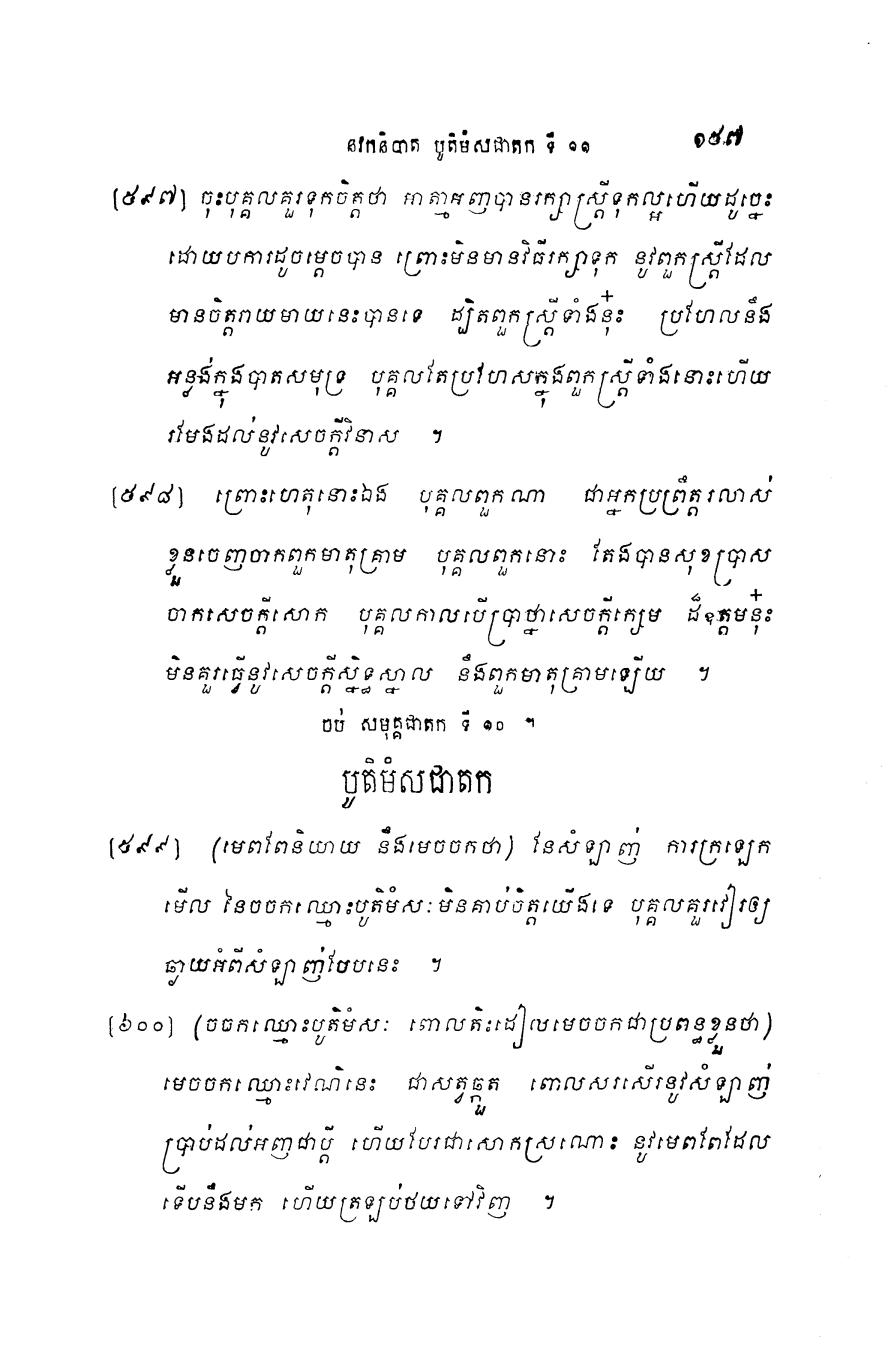 នវកនិបាត បូតិមំសជាតក ទី ១១ ១៥៧
[៥៩៧] ចុះបុគ្គលគួរទុកចិត្តថា អាត្មាអញបានរក្សាស្ត្រីទុកល្អហើយដូច្នេះ
ដោយបការដូចម្តេចបាន ព្រោះមិនមានវិធីរក្សាទុក នូវពួកស្ត្រីដែល
មានចិត្តរាយមាយនេះបានទេ ដ្បិតពួកស្ត្រីទាំងនុ៎ះ ប្រហែលនឹង
អន្លង់ក្នុងបាតសមុទ្រ បុគ្គលតែប្រហែសក្នុងពួកស្ត្រីទាំងនោះហើយ
រមែងដល់នូវសេចក្តីវិនាស ។
[៥៩៨] ព្រោះហេតុនោះឯង បុគ្គលពួកណា ជាអ្នកប្រព្រឹត្តរលាស់
ខ្លួនចេញចាកពួកមាតុគ្រាម បុគ្គលពួកនោះ តែងបានសុខប្រាស
ចាកសេចក្តីសោក បុគ្គលកាលបើប្រាថ្នាសេចក្តីក្សេម ដ៏ឧត្តមនុ៎ះ
មិនគួរធ្វើនូវសេចក្តីស្និទ្ធស្នាល នឹងពួកមាតុគ្រាមឡើយ ។
ចប់ សមុគ្គជាតក ទី ១០ ។
បូតិមំសជាតក
[៥៩៩] (មេពពែនិយាយ នឹងមេចចកថា) នែសំឡាញ់ ការក្រឡេក
មើល នៃចចកឈ្មោះបូតិមំសៈមិនគាប់ចិត្តយើងទេ បុគ្គលគួរវៀរឲ្យ
ឆ្ងាយអំពីសំឡាញ់បែបនេះ ។
[៦០០] (ចចកឈ្មោះបូតិមំសៈ ពោលតិះដៀលមេចចកជាប្រពន្ធខ្លួនថា)
មេចចកឈ្មោះវេណិនេះ ជាសត្វឆ្កួត ពោលសរសើរនូវសំឡាញ់
ប្រាប់ដល់អញជាប្តី ហើយបែរជាសោកស្រណោះ នូវមេពពែដែល
ទើបនឹងមក ហើយត្រឡប់ថយទៅវិញ ។